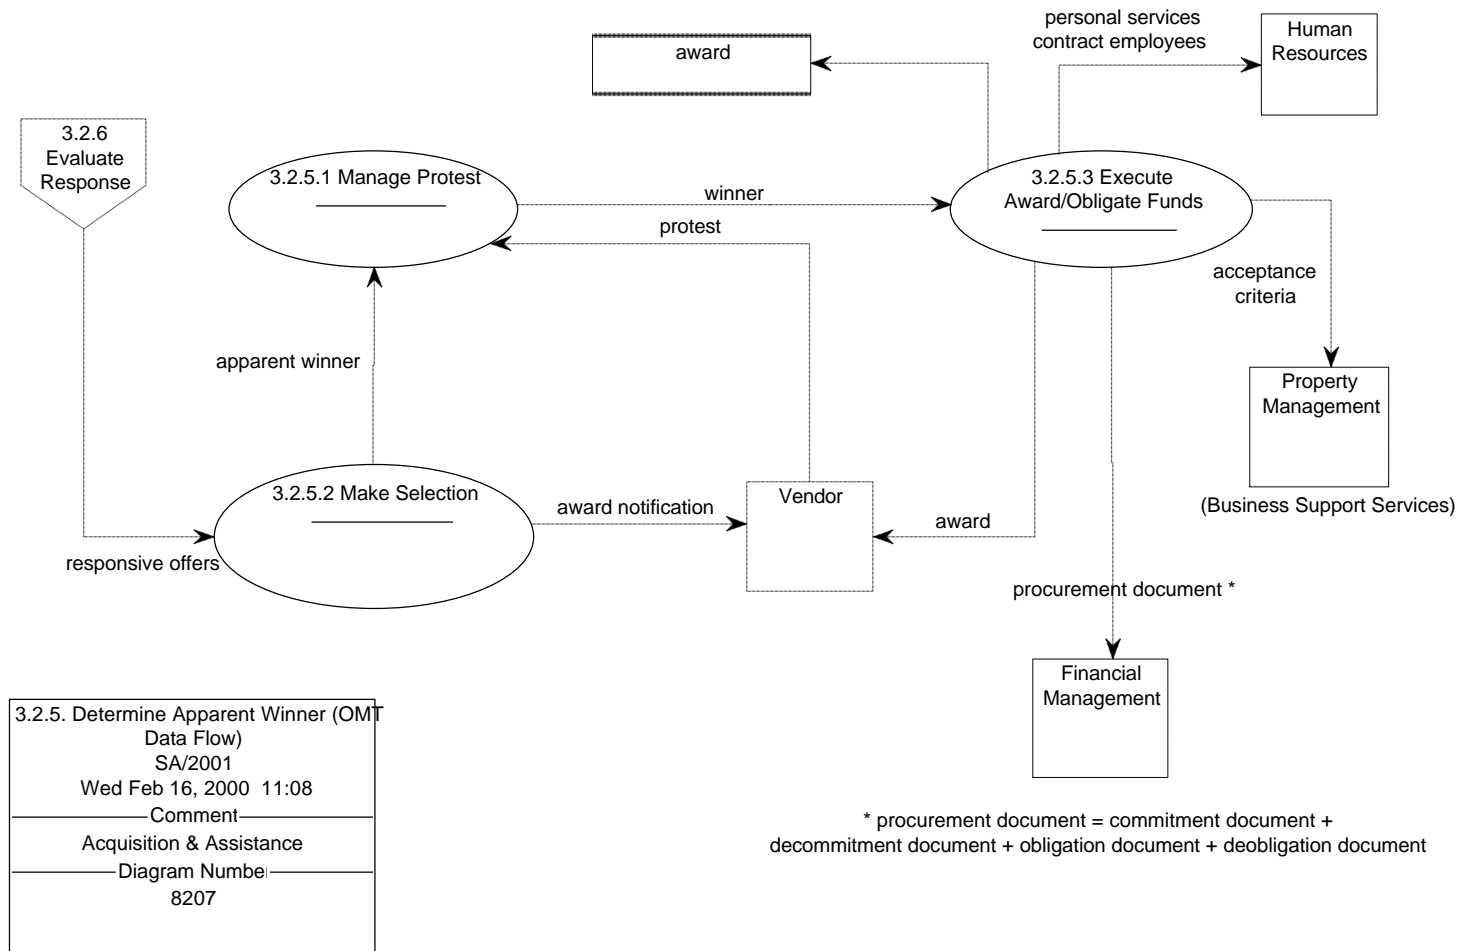 personal services
contract employees
Human
Resources
award
3.2.6
Evaluate
Response
3.2.5.1 Manage Protest
winner
protest
3.2.5.3 Execute
Award/Obligate Funds
acceptance
criteria
apparent winner
Property
Management
(Business Support Services)
3.2.5.2 Make Selection
award notification
Vendor
award
responsive offers
procurement document *
Financial
Management
3.2.5. Determine Apparent Winner (OMT
Data Flow)
SA/2001
Wed Feb 16, 2000 11:08
Comment
Acquisition & Assistance
Diagram Number
8207
* procurement document = commitment document +
decommitment document + obligation document + deobligation document